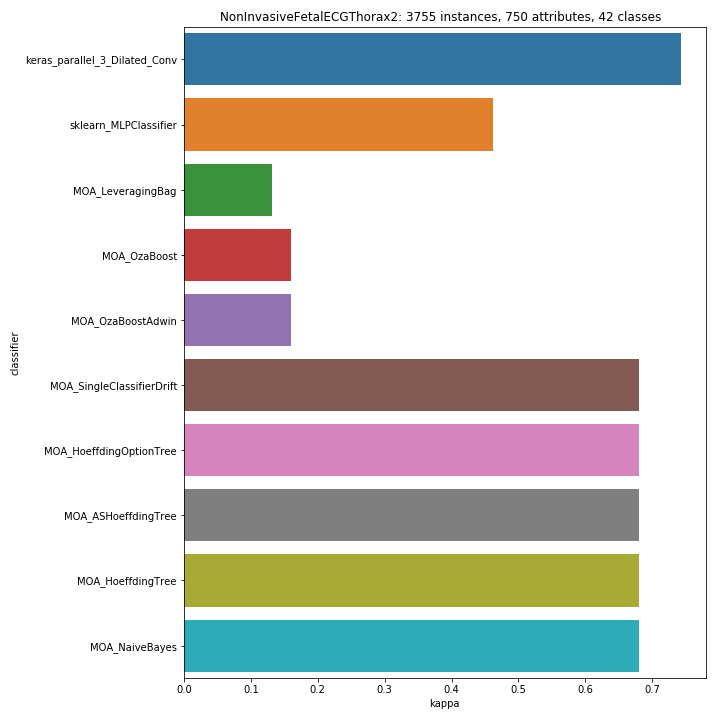 NonInvasiveFetalECGThorax2: 3755 instances, 750 attributes, 42 classes
keras_parallel_3_Dilated_Conv
sklearn_MLPClassifier
MOA_LeveragingBag
MOA_OzaBoost
MOA_OzaBoostAdwin
MOA_SingleClassifierDrift
MOA_HoeffdingOptionTree
MOA_ASHoeffdingTree
MOA_HoeffdingTree
MOA_NaiveBayes
classifier
0.0 0.1 0.2 0.3 0.4 0.5 0.6 0.7
kappa